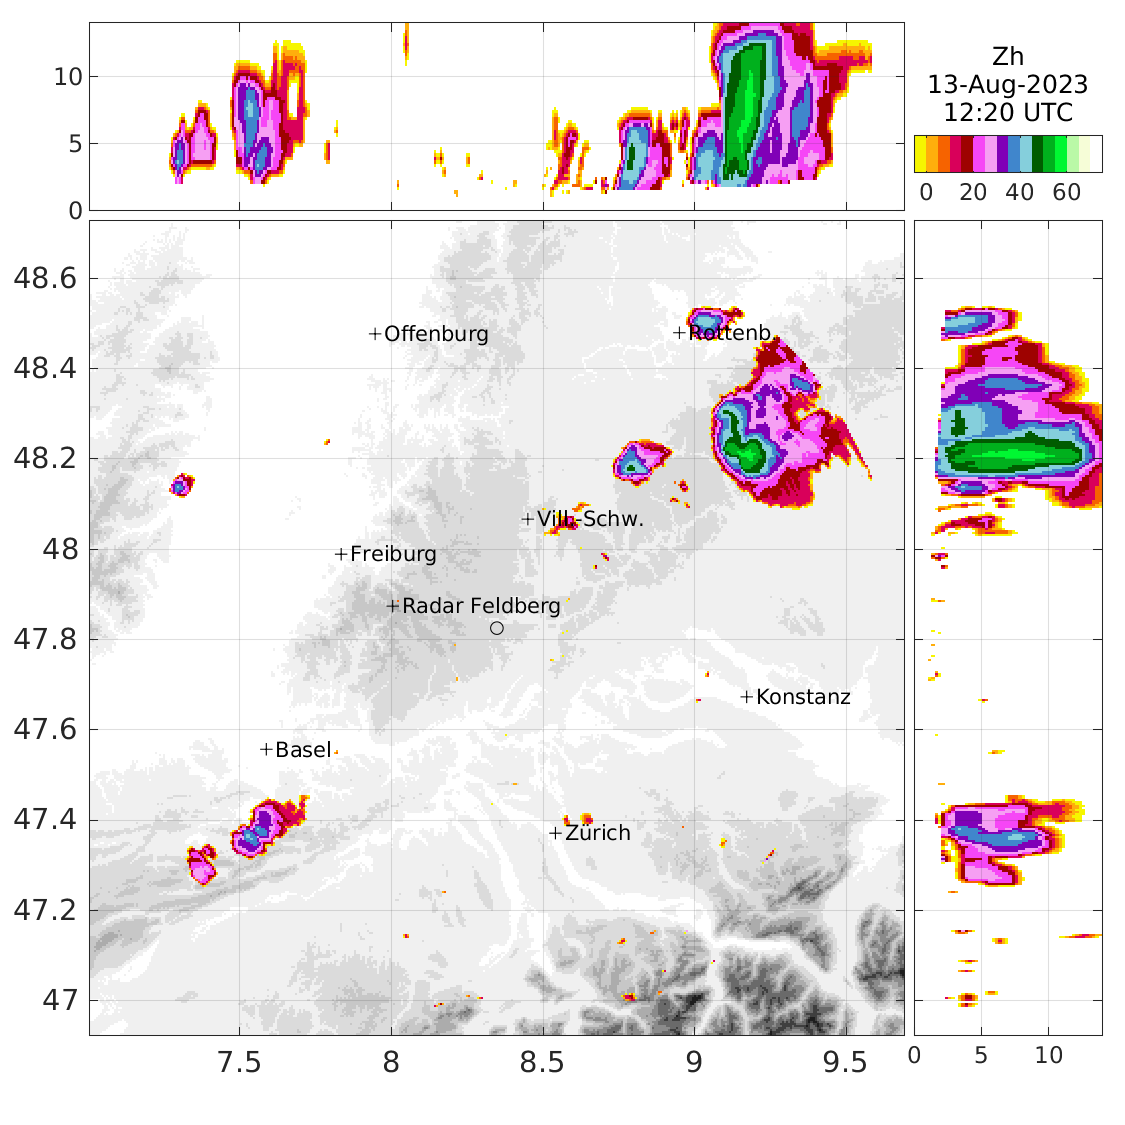 10
5
0
Zh
13-Aug-2023
12:20 UTC
0 20 40 60
48.6
48.4
48.2
48
47.8
47.6
47.4
47.2
47
Offenburg
Rottenb.
Vill.-Schw.
Freiburg
Radar Feldberg
Konstanz
Basel
Zürich
7.5 8 8.5 9 9.5
0 5 10